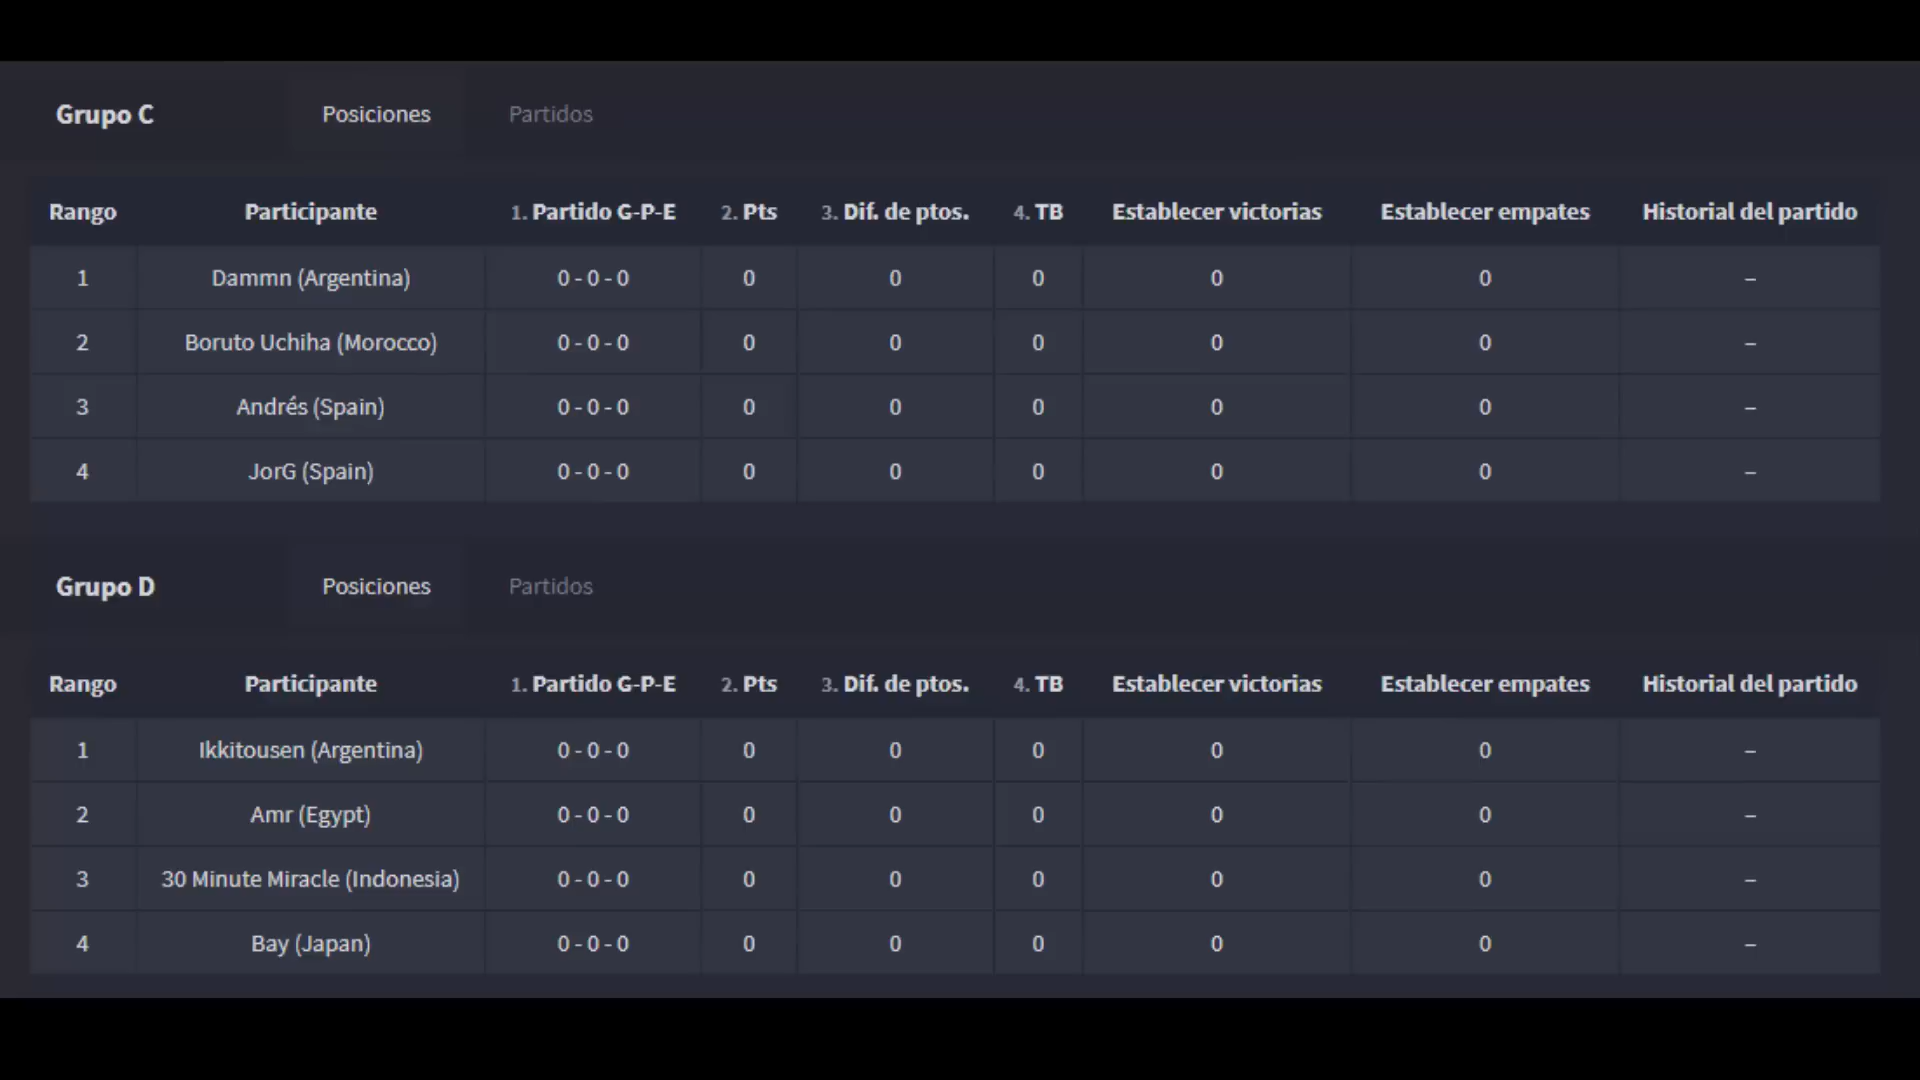 Grupo C Posiciones Partidos
Rango Participante 1. Partido G-P-E 2. Pts 3. Dif. de ptos. 4. TB Establecer victorias Establecer empates Historial del partido
1 Dammn (Argentina) 0 - 0 - 0 0 0 0 0 0 –
2 Boruto Uchiha (Morocco) 0 - 0 - 0 0 0 0 0 0 –
3 Andrés (Spain) 0 - 0 - 0 0 0 0 0 0 –
4 JorG (Spain) 0 - 0 - 0 0 0 0 0 0 –
Grupo D Posiciones Partidos
Rango Participante 1. Partido G-P-E 2. Pts 3. Dif. de ptos. 4. TB Establecer victorias Establecer empates Historial del partido
1 Ikkitousen (Argentina) 0 - 0 - 0 0 0 0 0 0 –
2 Amr (Egypt) 0 - 0 - 0 0 0 0 0 0 –
3 30 Minute Miracle (Indonesia) 0 - 0 - 0 0 0 0 0 0 –
4 Bay (Japan) 0 - 0 - 0 0 0 0 0 0 –